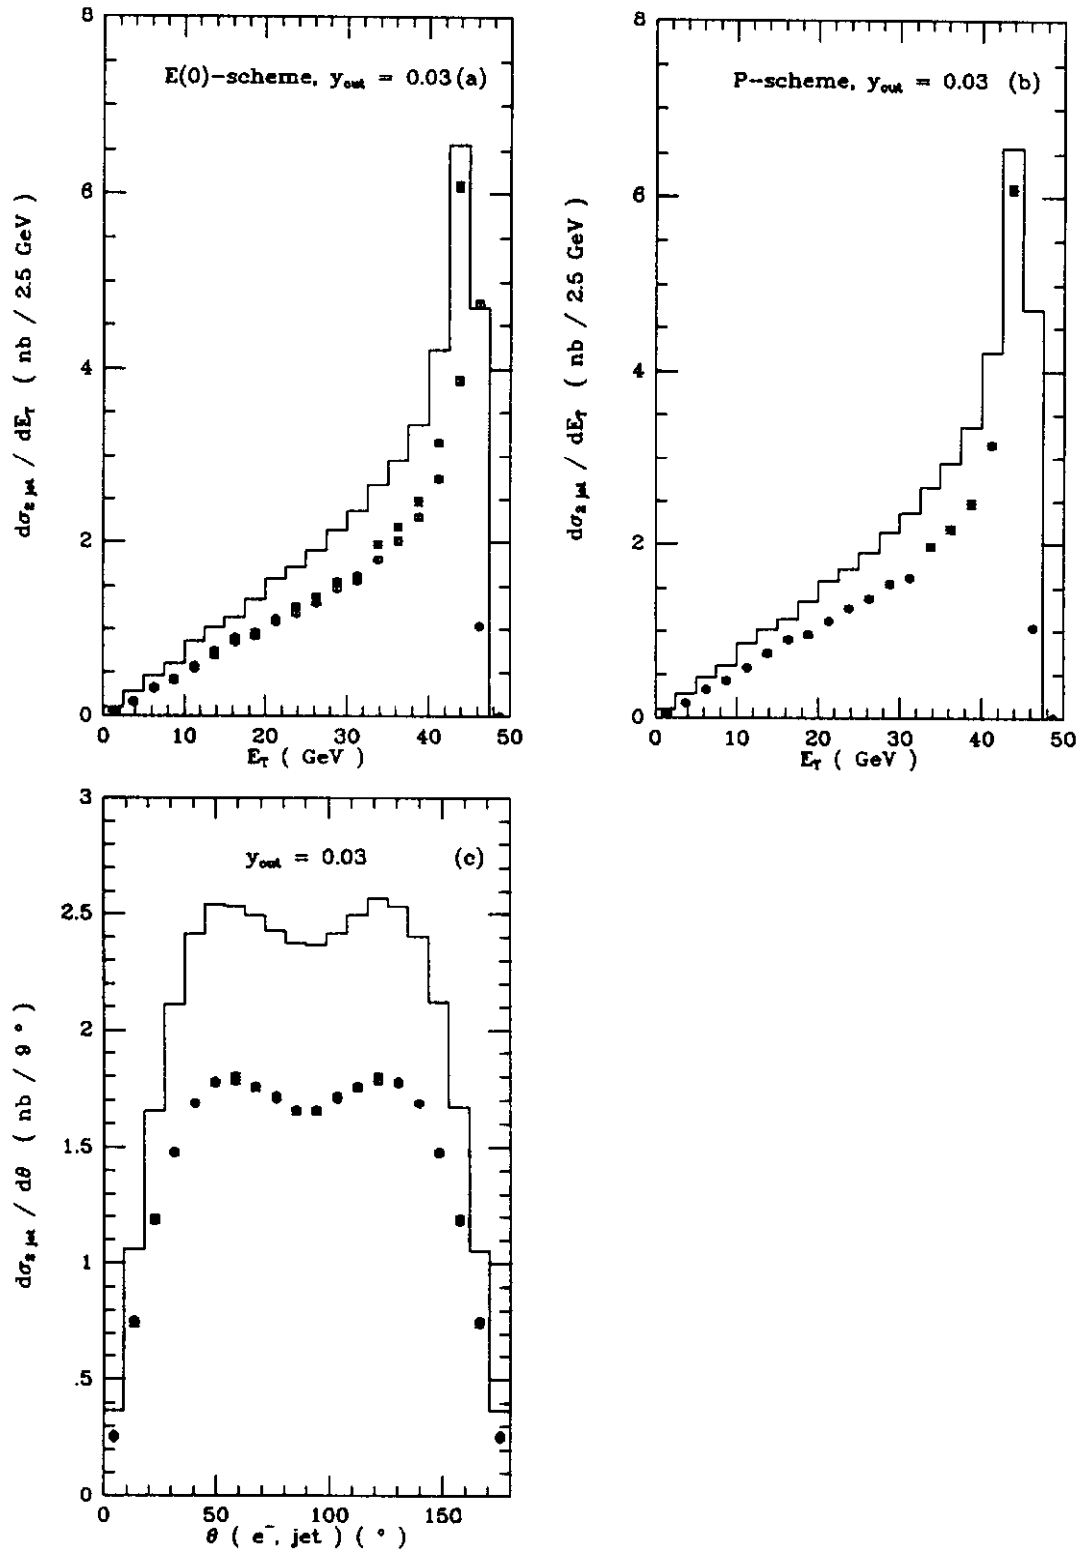 8
6
4
2
0
E(0)-scheme, y_out = 0.03 (a)
dσ_2 jet / dE_T ( nb / 2.5 GeV )
0 10 20 30 40 50
E_T ( GeV )
8
6
4
2
0
P-scheme, y_out = 0.03 (b)
dσ_2 jet / dE_T ( nb / 2.5 GeV )
0 10 20 30 40 50
E_T ( GeV )
3
2.5
2
1.5
1
.5
0
y_out = 0.03 (c)
dσ_2 jet / dθ ( nb / 9 ° )
0 50 100 150
θ ( e⁻, jet ) ( ° )